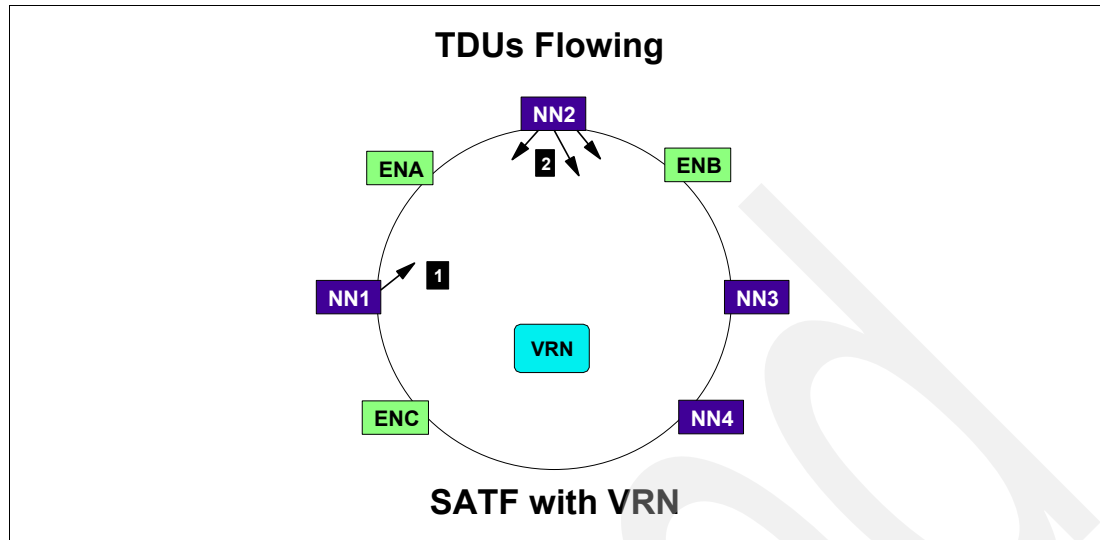 TDUs Flowing
NN2
2
ENA
ENB
1
NN1
NN3
VRN
ENC
NN4
SATF with VRN